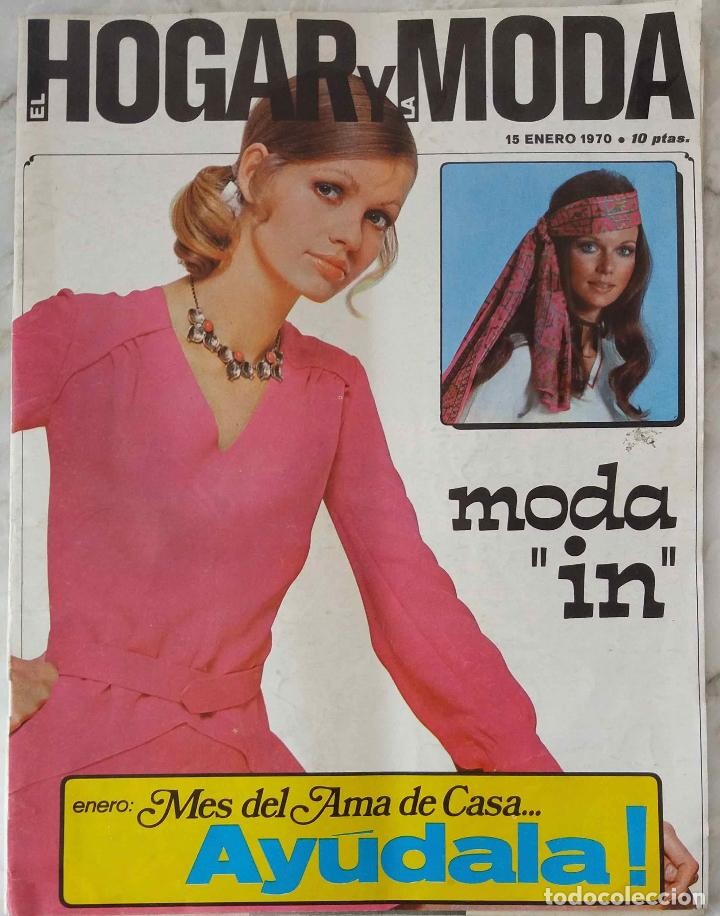 EL HOGAR Y LA MODA
15 ENERO 1970 • 10 ptas.
moda
"in"
enero: Mes del Ama de Casa...
Ayúdala!
todocoleccion